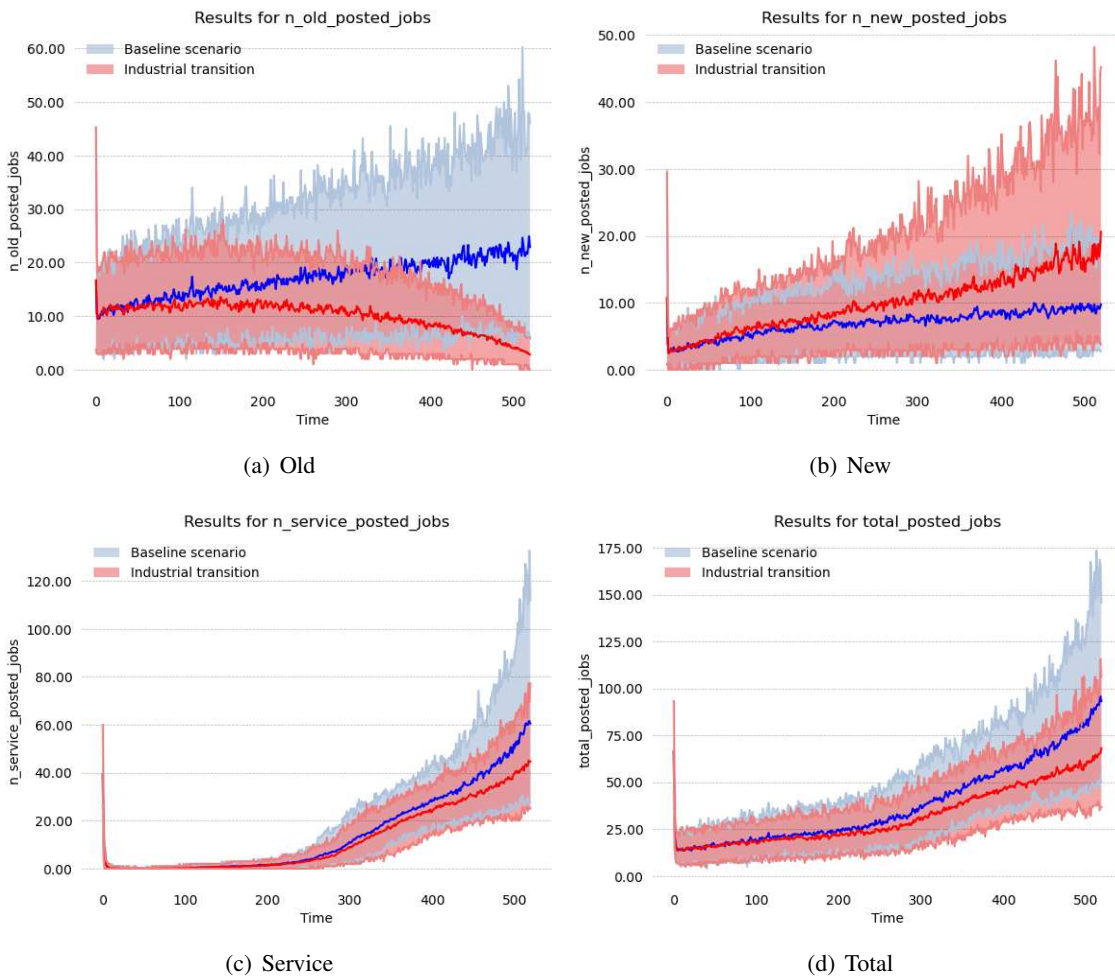 Results for n_old_posted_jobs
Baseline scenario
Industrial transition
60.00
50.00
40.00
30.00
20.00
10.00
0.00
n_old_posted_jobs
0 100 200 300 400 500
Time
(a) Old
Results for n_new_posted_jobs
Baseline scenario
Industrial transition
50.00
40.00
30.00
20.00
10.00
0.00
n_new_posted_jobs
0 100 200 300 400 500
Time
(b) New
Results for n_service_posted_jobs
Baseline scenario
Industrial transition
120.00
100.00
80.00
60.00
40.00
20.00
0.00
n_service_posted_jobs
0 100 200 300 400 500
Time
(c) Service
Results for total_posted_jobs
Baseline scenario
Industrial transition
175.00
150.00
125.00
100.00
75.00
50.00
25.00
0.00
total_posted_jobs
0 100 200 300 400 500
Time
(d) Total